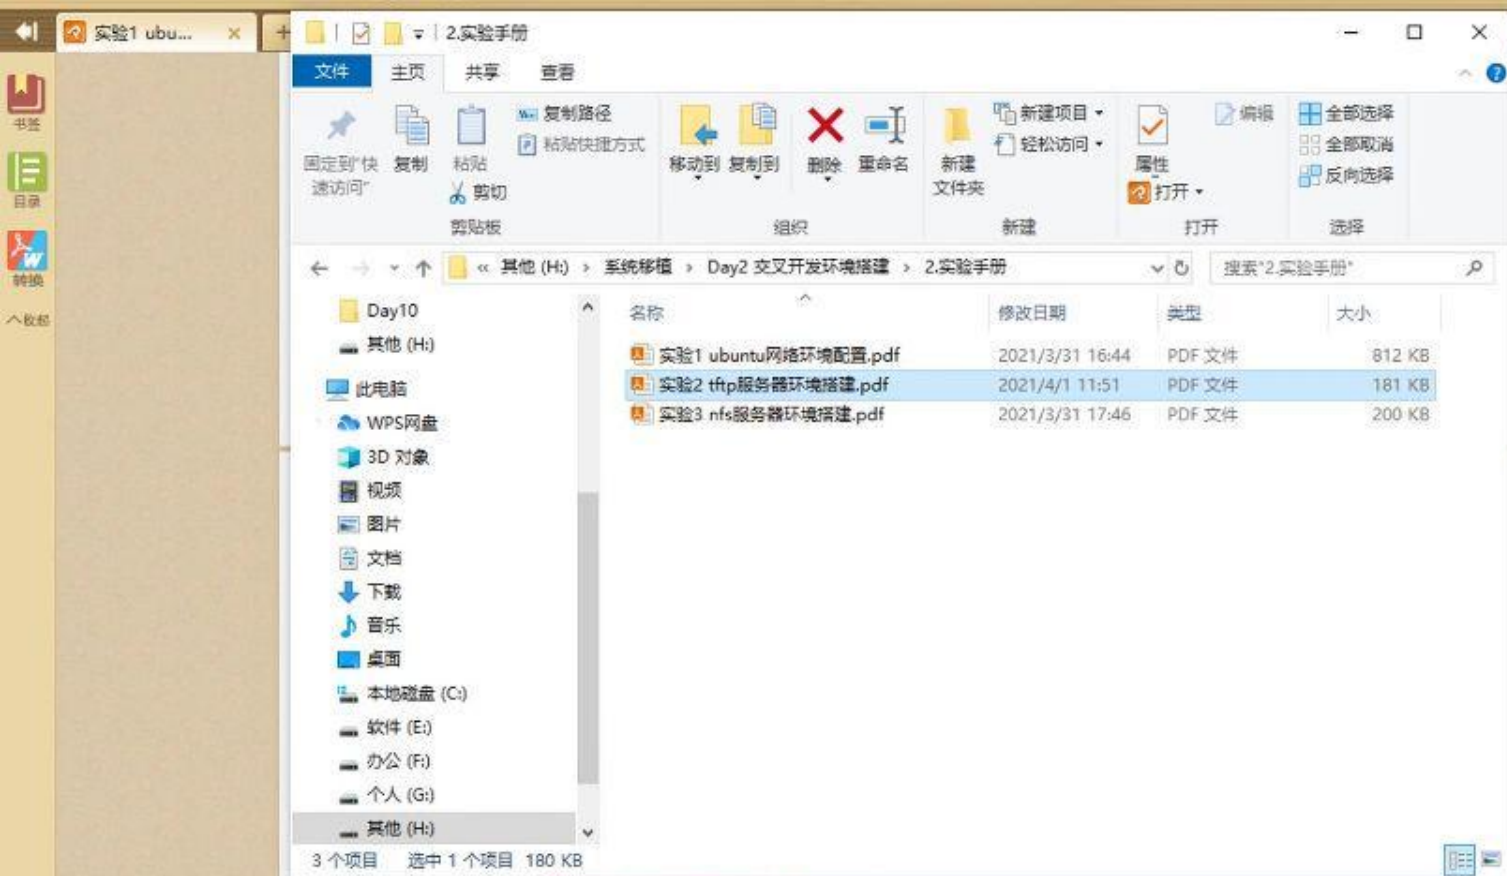 实验1 ubu...
2.实验手册
文件 主页 共享 查看
书签
目录
转换
收起
固定到"快速访问"
复制
粘贴
复制路径
粘贴快捷方式
剪切
剪贴板
移动到
复制到
删除
重命名
组织
新建文件夹
新建项目
轻松访问
新建
属性
打开
编辑
打开
全部选择
全部取消
反向选择
选择
« 其他 (H:) › 系统移植 › Day2 交叉开发环境搭建 › 2.实验手册
搜索"2.实验手册"
Day10
其他 (H:)
此电脑
WPS网盘
3D 对象
视频
图片
文档
下载
音乐
桌面
本地磁盘 (C:)
软件 (E:)
办公 (F:)
个人 (G:)
其他 (H:)
名称 修改日期 类型 大小
实验1 ubuntu网络环境配置.pdf 2021/3/31 16:44 PDF 文件 812 KB
实验2 tftp服务器环境搭建.pdf 2021/4/1 11:51 PDF 文件 181 KB
实验3 nfs服务器环境搭建.pdf 2021/3/31 17:46 PDF 文件 200 KB
3 个项目 选中 1 个项目 180 KB